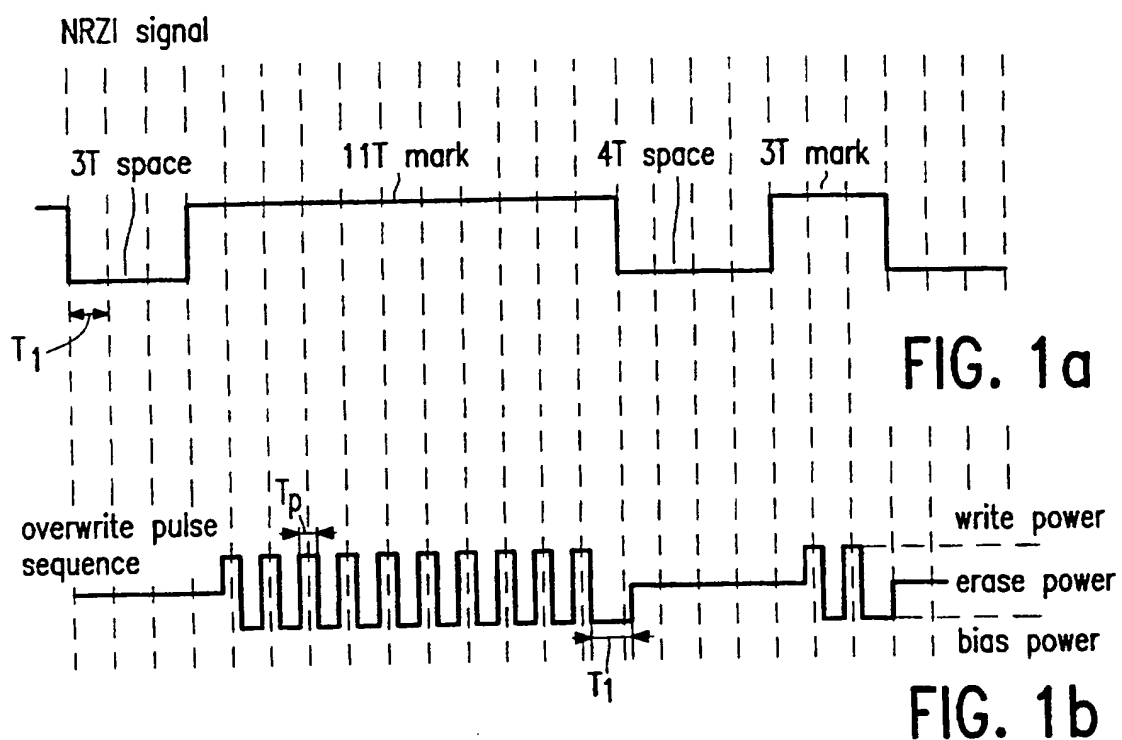 NRZI signal
3T space
11T mark
4T space
3T mark
T1
FIG. 1a
Tp
overwrite pulse
sequence
write power
erase power
bias power
T1
FIG. 1b